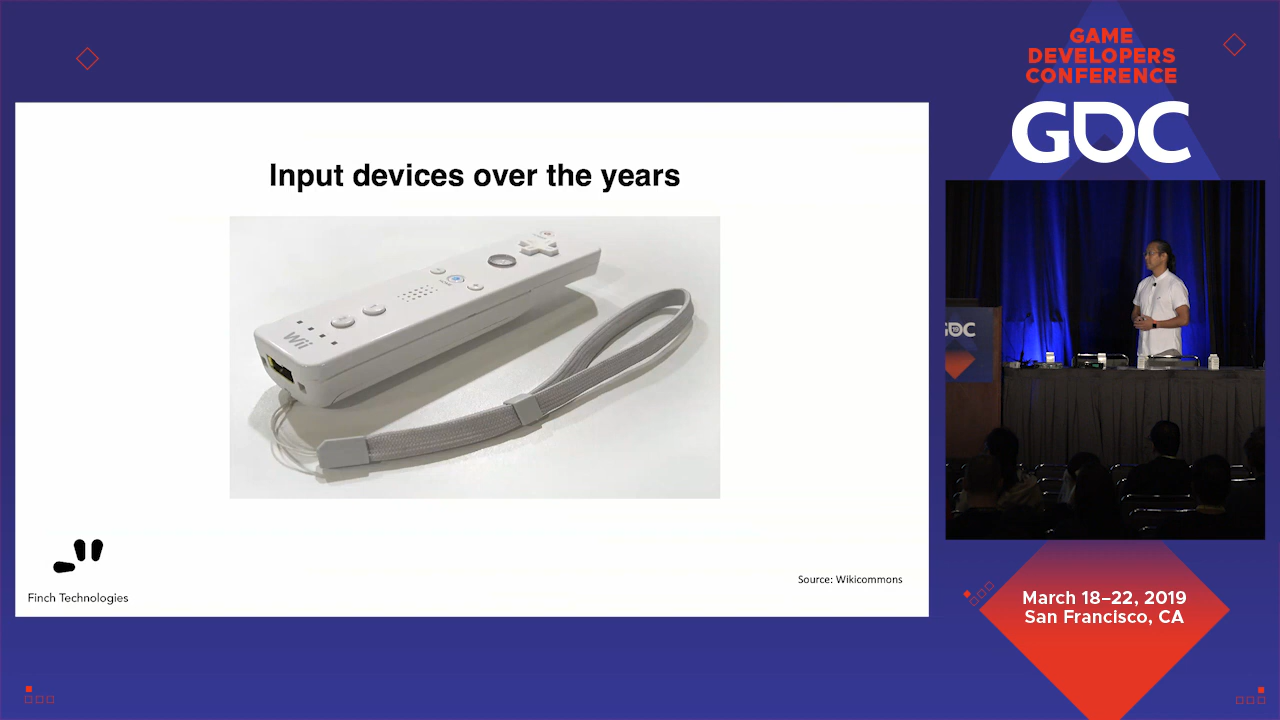 GAME
DEVELOPERS
CONFERENCE
GDC
Input devices over the years
Wii
GDC
Source: Wikicommons
Finch Technologies
March 18–22, 2019
San Francisco, CA